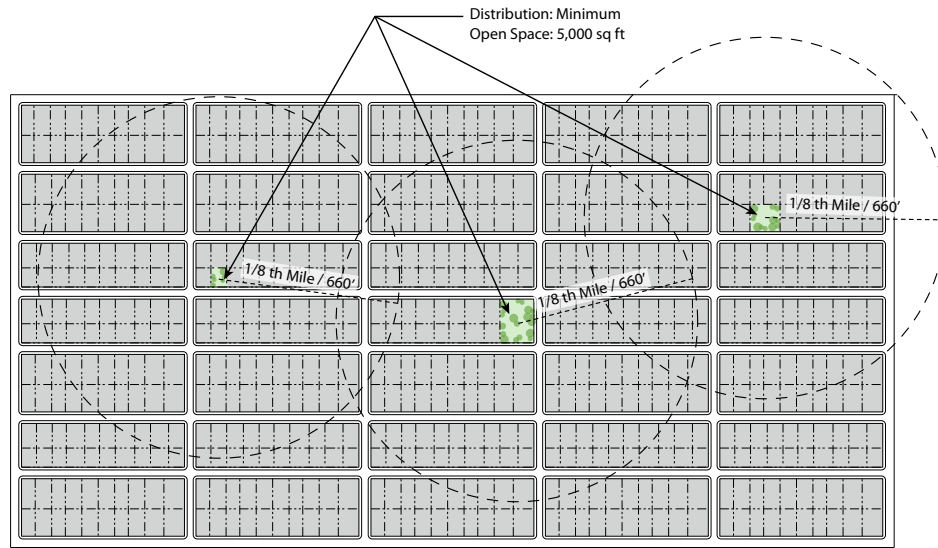 Distribution: Minimum
Open Space: 5,000 sq ft
1/8 th Mile / 660’
1/8 th Mile / 660’
1/8 th Mile / 660’